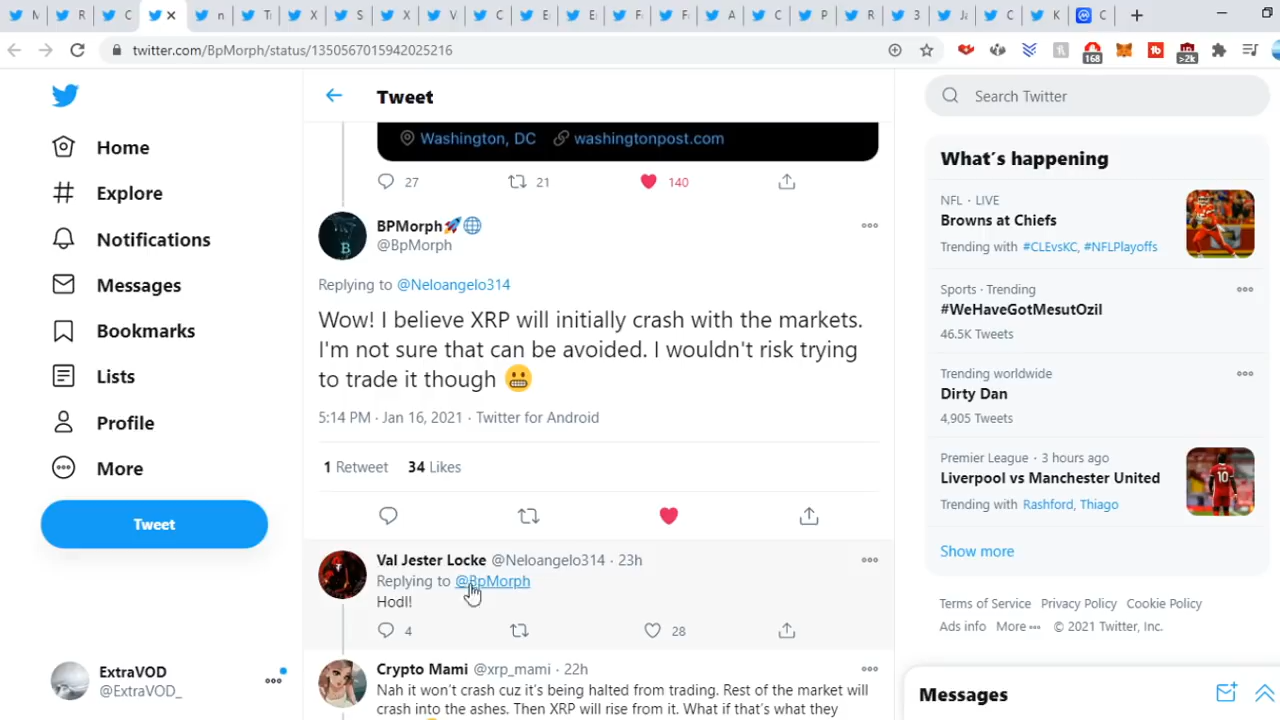 M
R
C
n
Ti
X
S
X
V
C
E
E
F
F
A
C
P
R
3
Ja
C
K
C
twitter.com/BpMorph/status/1350567015942025216
168
>2k
Home
Explore
Notifications
Messages
Bookmarks
Lists
Profile
More
Tweet
ExtraVOD
@ExtraVOD_
Tweet
Washington, DC washingtonpost.com
27 21 140
BPMorph🚀🌐
@BpMorph
Replying to @Neloangelo314
Wow! I believe XRP will initially crash with the markets.
I'm not sure that can be avoided. I wouldn't risk trying
to trade it though 😬
5:14 PM · Jan 16, 2021 · Twitter for Android
1 Retweet 34 Likes
Val Jester Locke @Neloangelo314 · 23h
Replying to @BpMorph
Hodl!
4 28
Crypto Mami @xrp_mami · 22h
Nah it won't crash cuz it's being halted from trading. Rest of the market will
crash into the ashes. Then XRP will rise from it. What if that's what they
Search Twitter
What's happening
NFL · LIVE
Browns at Chiefs
Trending with #CLEvsKC, #NFLPlayoffs
Sports · Trending
#WeHaveGotMesutOzil
46.5K Tweets
Trending worldwide
Dirty Dan
4,905 Tweets
Premier League · 3 hours ago
Liverpool vs Manchester United
Trending with Rashford, Thiago
Show more
Terms of Service Privacy Policy Cookie Policy
Ads info More © 2021 Twitter, Inc.
Messages